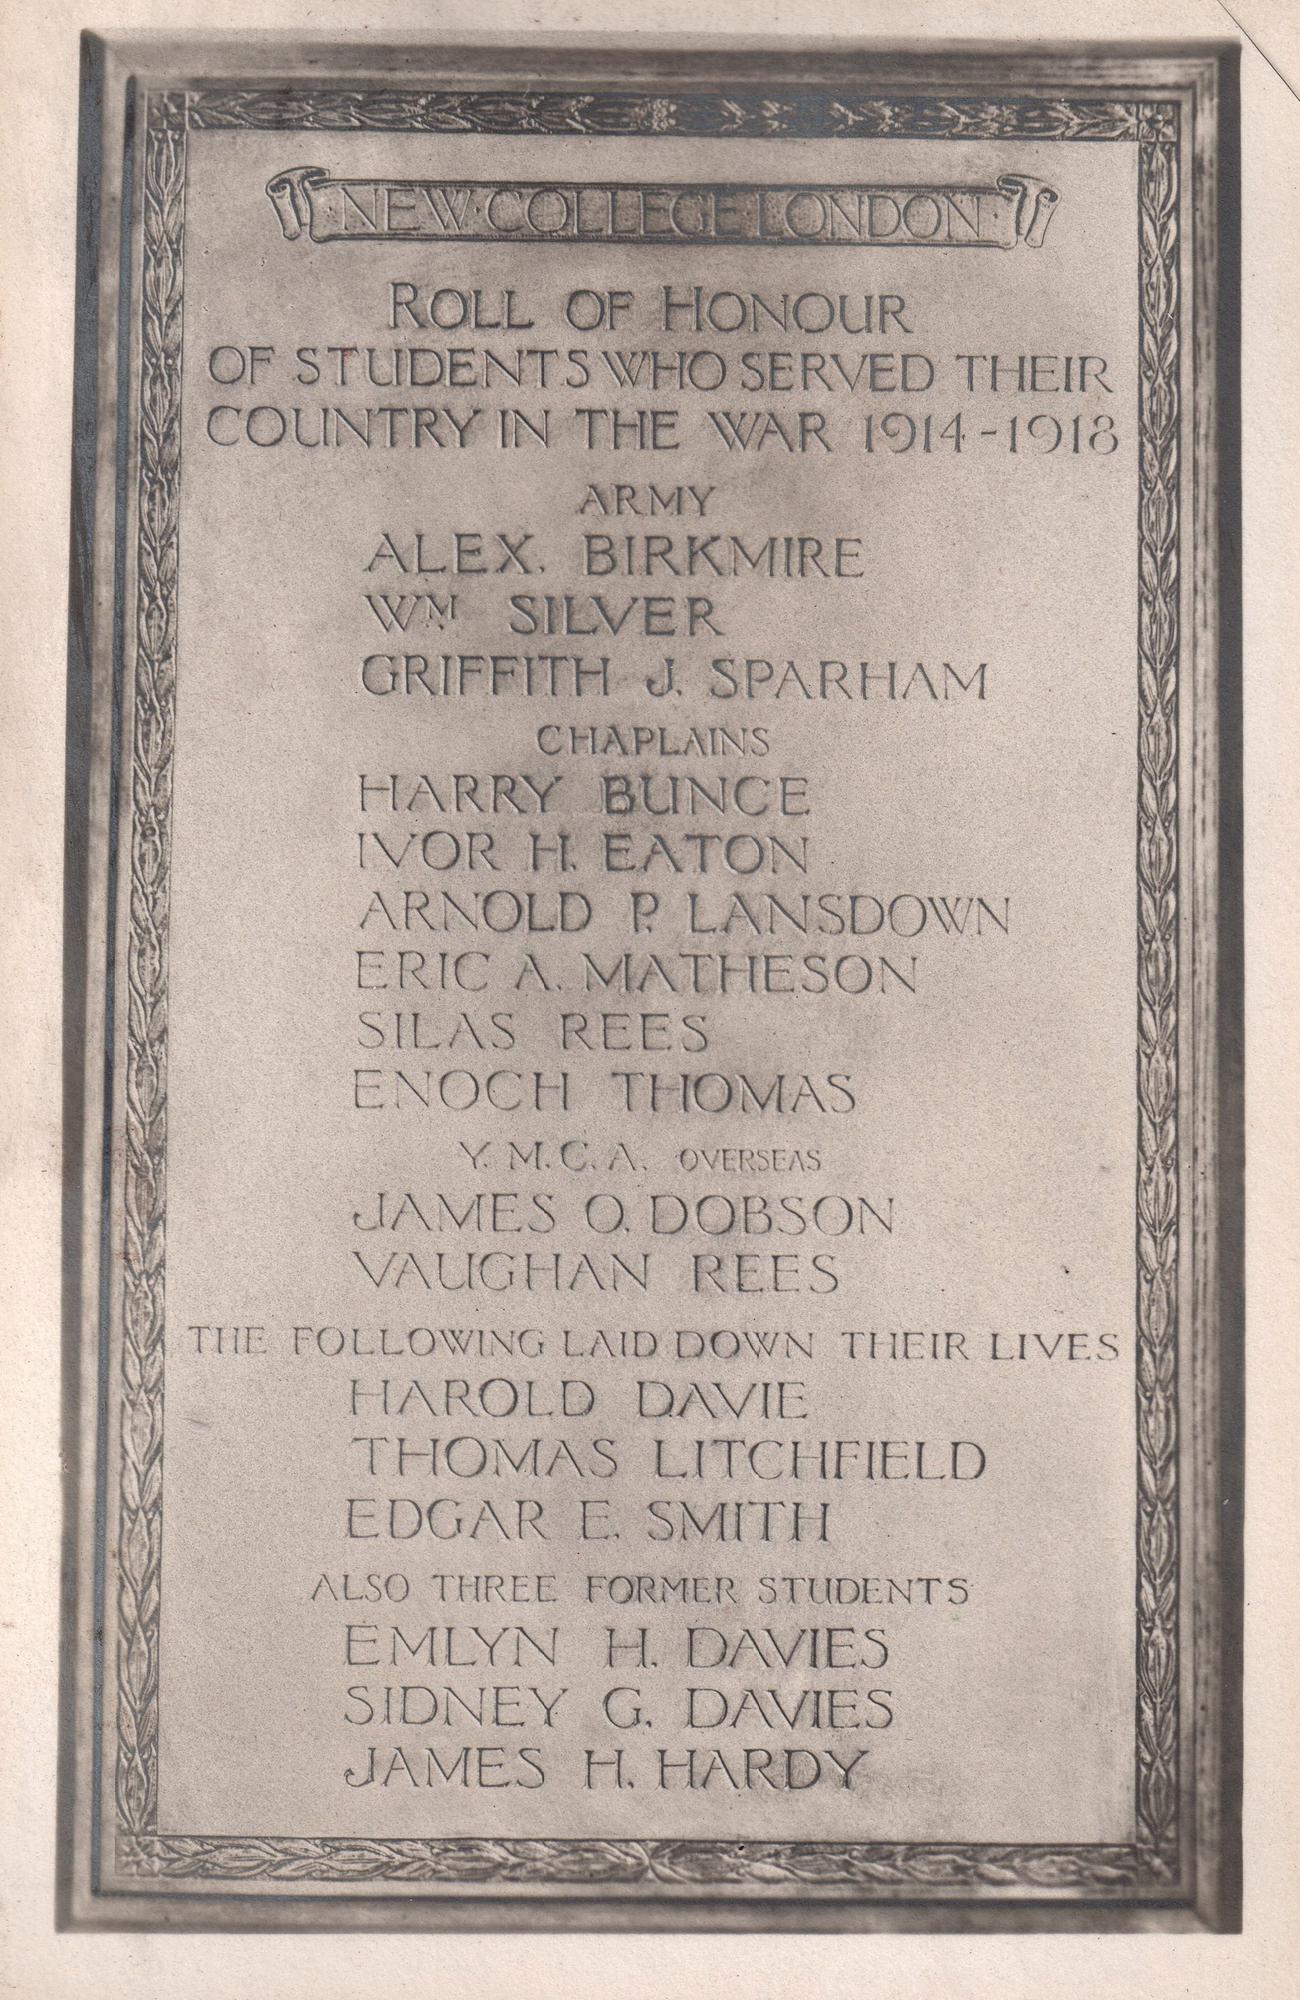 NEW·COLLEGE LONDON·
ROLL OF HONOUR
OF STUDENTS WHO SERVED THEIR
COUNTRY IN THE WAR 1914-1918
ARMY
ALEX. BIRKMIRE
WM SILVER
GRIFFITH J. SPARHAM
CHAPLAINS
HARRY BUNCE
IVOR H. EATON
ARNOLD P. LANSDOWN
ERIC A. MATHESON
SILAS REES
ENOCH THOMAS
Y. M. C. A. OVERSEAS
JAMES O. DOBSON
VAUGHAN REES
THE FOLLOWING LAID DOWN THEIR LIVES
HAROLD DAVIE
THOMAS LITCHFIELD
EDGAR E. SMITH
ALSO THREE FORMER STUDENTS
EMLYN H. DAVIES
SIDNEY G. DAVIES
JAMES H. HARDY